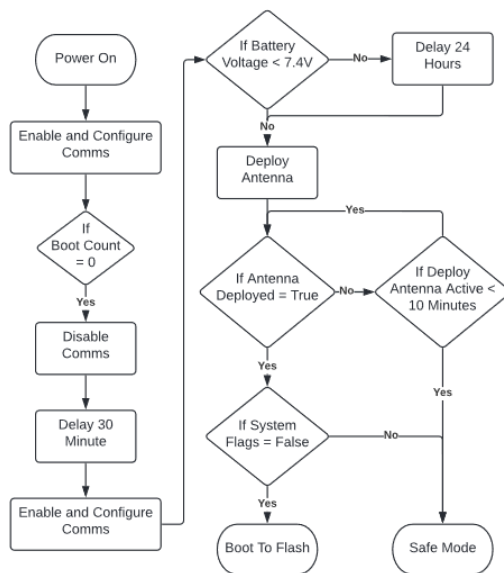 Power On
Enable and Configure
Comms
If
Boot Count
= 0
Yes
Disable
Comms
Delay 30
Minute
Enable and Configure
Comms
If Battery
Voltage < 7.4V
No
Delay 24
Hours
No
Deploy
Antenna
Yes
If Antenna
Deployed = True
No
If Deploy
Antenna Active <
10 Minutes
Yes
Yes
If System
Flags = False
No
Yes
Boot To Flash
Safe Mode